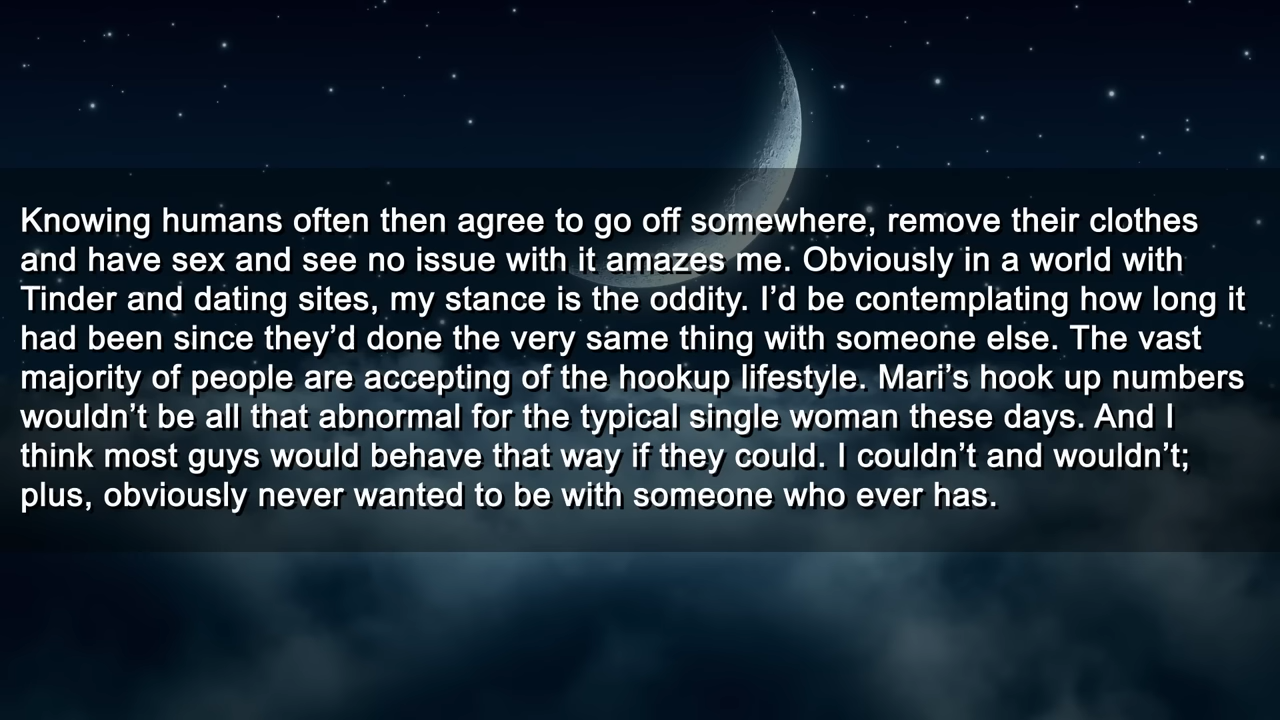 Knowing humans often then agree to go off somewhere, remove their clothes
and have sex and see no issue with it amazes me. Obviously in a world with
Tinder and dating sites, my stance is the oddity. I’d be contemplating how long it
had been since they’d done the very same thing with someone else. The vast
majority of people are accepting of the hookup lifestyle. Mari’s hook up numbers
wouldn’t be all that abnormal for the typical single woman these days. And I
think most guys would behave that way if they could. I couldn’t and wouldn’t;
plus, obviously never wanted to be with someone who ever has.